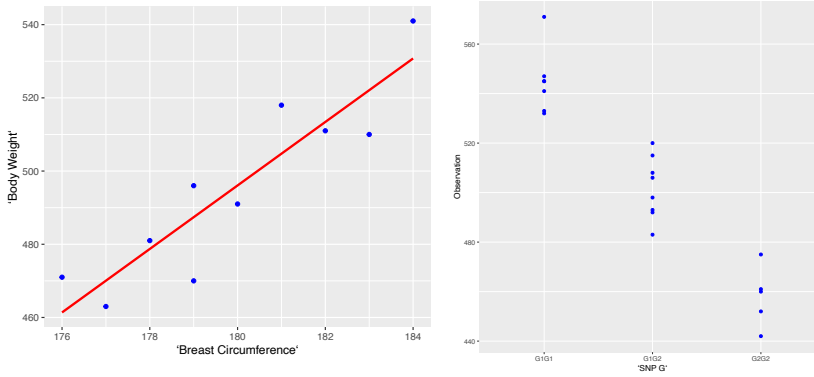 540
520
500
480
460
'Body Weight'
176
178
180
182
184
'Breast Circumference'
560
520
480
440
Observation
G1G1
G1G2
G2G2
'SNP G'